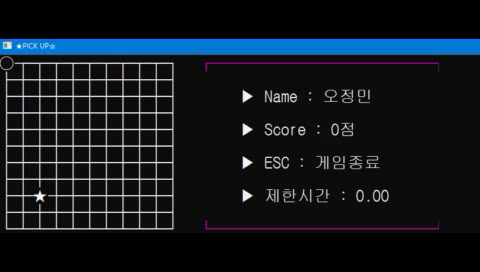 ★PICK UP☆
▶ Name : 오정민
▶ Score : 0점
▶ ESC : 게임종료
▶ 제한시간 : 0.00